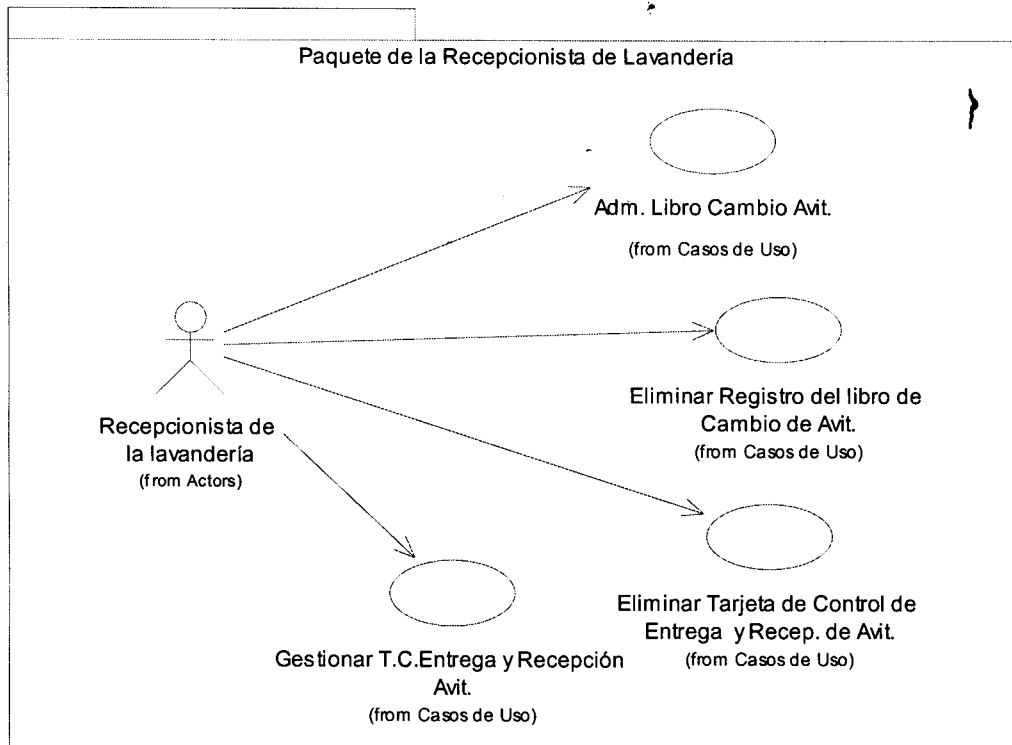 Paquete de la Recepcionista de Lavandería
Adm. Libro Cambio Avit.
(from Casos de Uso)
Eliminar Registro del libro de
Cambio de Avit.
(from Casos de Uso)
Recepcionista de
la lavandería
(from Actors)
Eliminar Tarjeta de Control de
Entrega y Recep. de Avit.
(from Casos de Uso)
Gestionar T.C.Entrega y Recepción
Avit.
(from Casos de Uso)